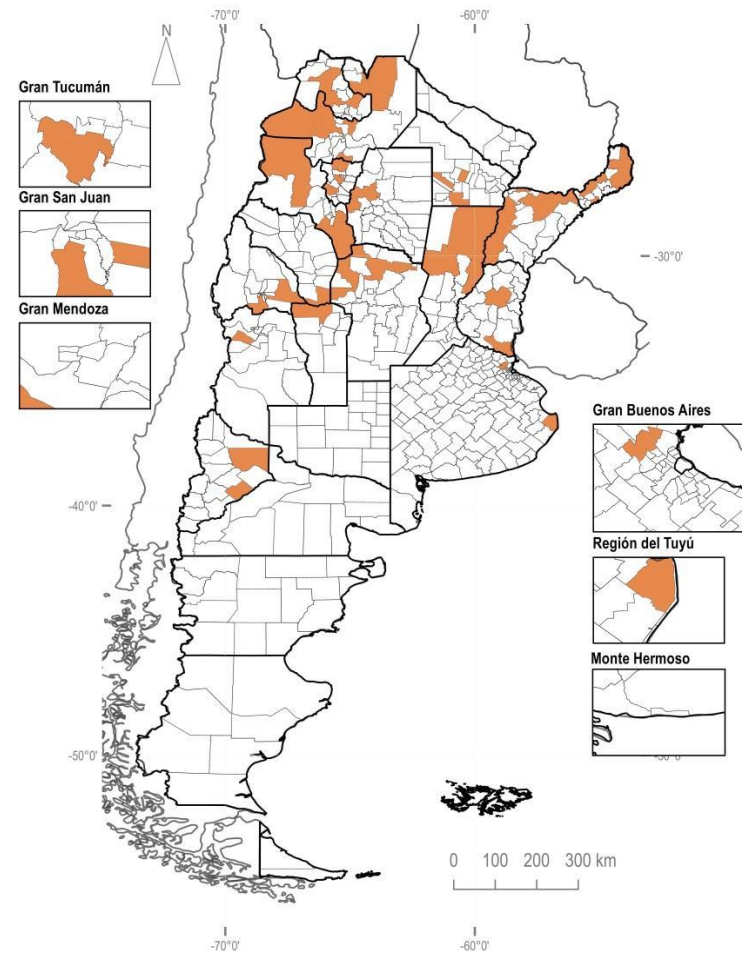 -70°0'
-60°0'
N
Gran Tucumán
Gran San Juan
-30°0'
Gran Mendoza
Gran Buenos Aires
-40°0'
Región del Tuyú
Monte Hermoso
-50°0'
0 100 200 300 km
-70°0'
-60°0'